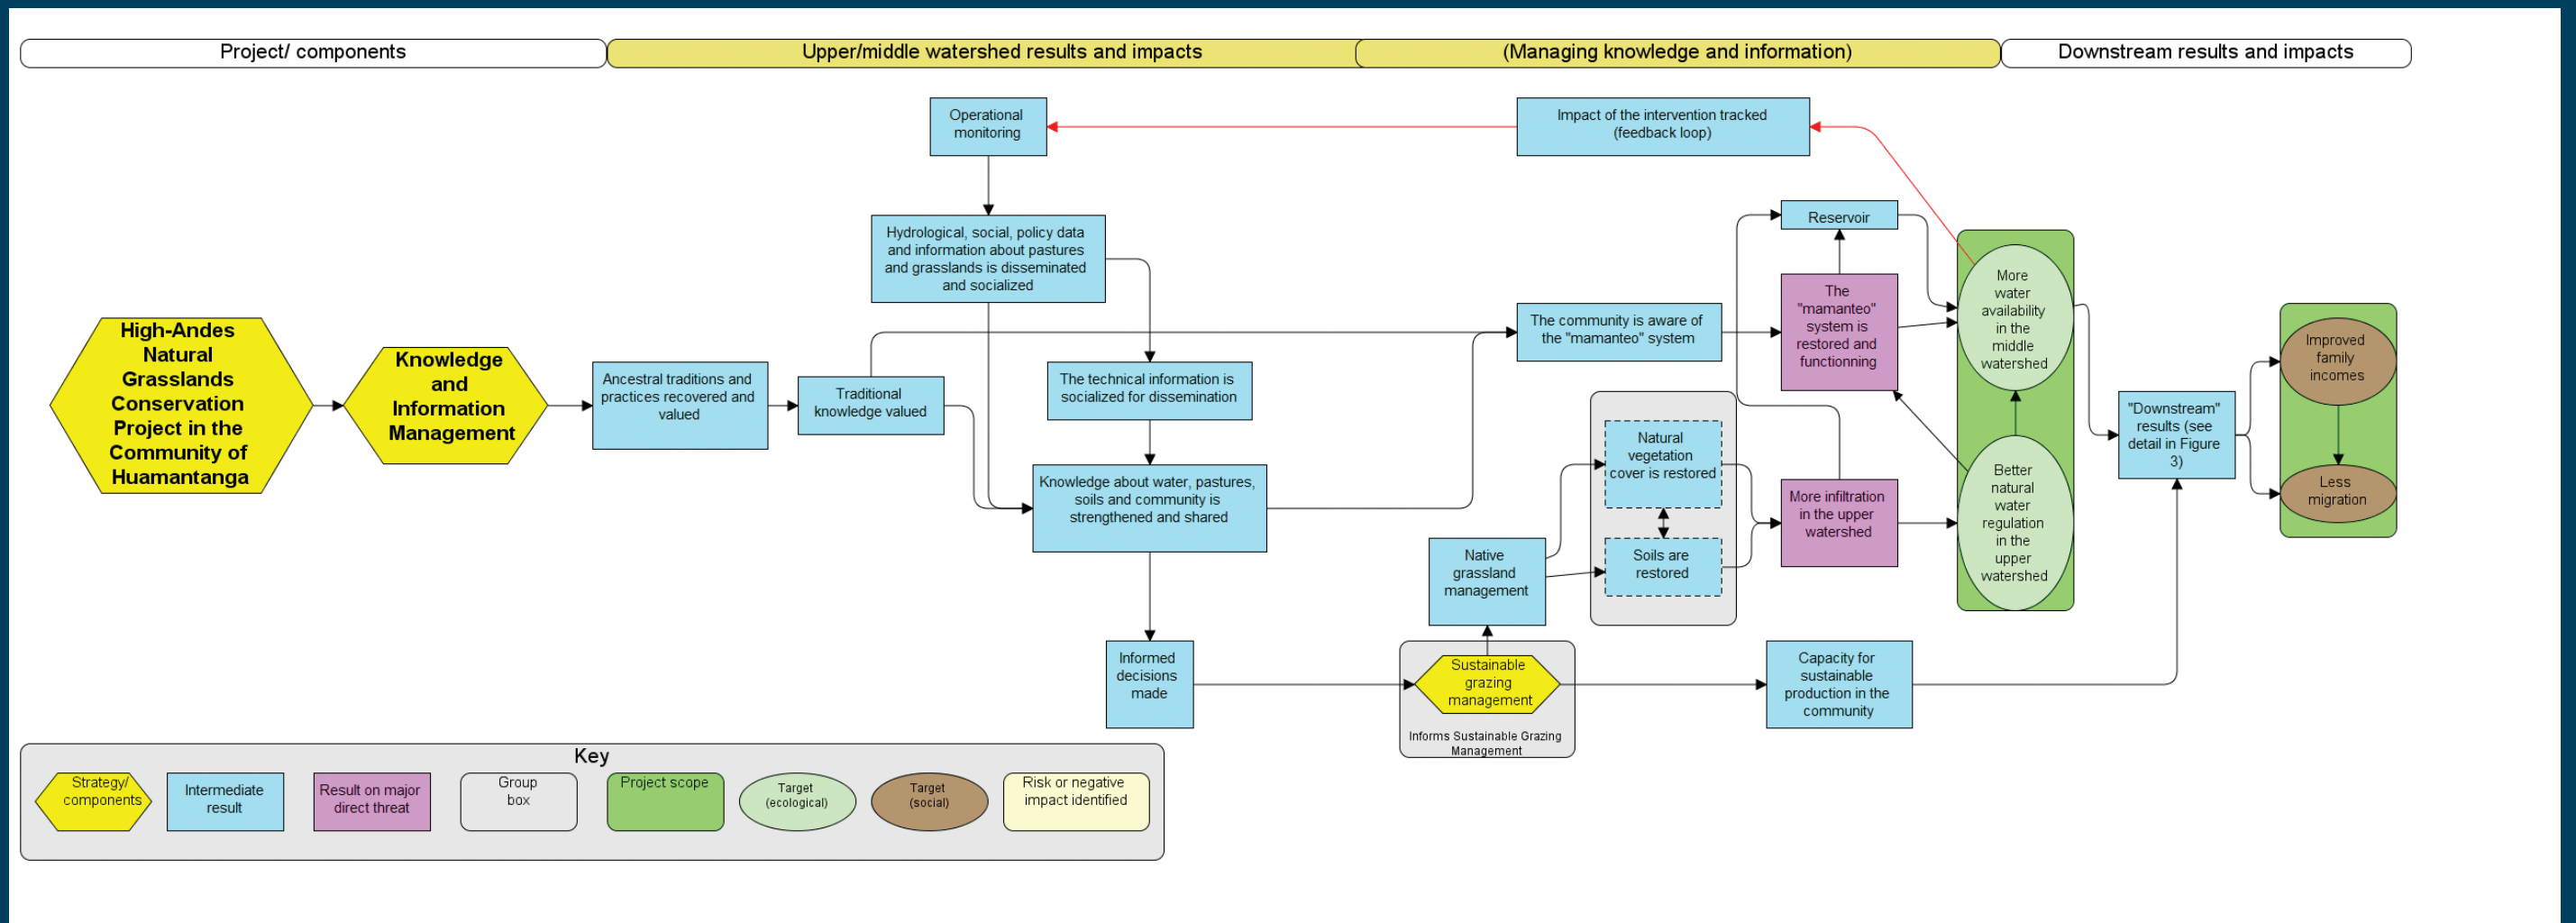 Project/ components
Upper/middle watershed results and impacts
(Managing knowledge and information)
Downstream results and impacts
Operational
monitoring
Impact of the intervention tracked
(feedback loop)
Hydrological, social, policy data
and information about pastures
and grasslands is disseminated
and socialized
Reservoir
More
water
availability
in the
middle
watershed
The
"mamanteo"
system is
restored and
functionning
The community is aware of
the "mamanteo" system
High-Andes
Natural
Grasslands
Conservation
Project in the
Community of
Huamantanga
Knowledge
and
Information
Management
Ancestral traditions and
practices recovered and
valued
Traditional
knowledge valued
The technical information is
socialized for dissemination
Improved
family
incomes
"Downstream"
results (see
detail in Figure
3)
Less
migration
Knowledge about water, pastures,
soils and community is
strengthened and shared
Natural
vegetation
cover is restored
More infiltration
in the upper
watershed
Better
natural
water
regulation
in the
upper
watershed
Native
grassland
management
Soils are
restored
Informed
decisions
made
Sustainable
grazing
management
Informs Sustainable Grazing
Management
Capacity for
sustainable
production in the
community
Key
Strategy/
components
Intermediate
result
Result on major
direct threat
Group
box
Project scope
Target
(ecological)
Target
(social)
Risk or negative
impact identified